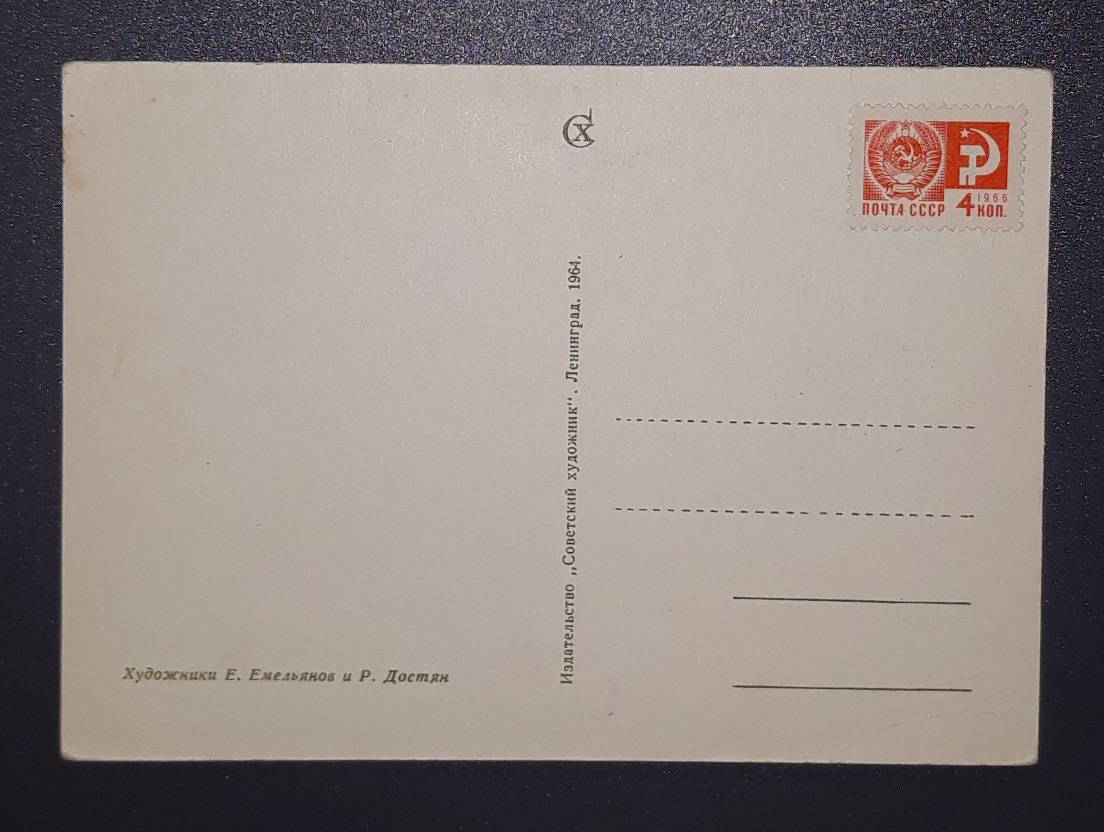 СХ
1966
ПОЧТА СССР 4 КОП.
Издательство „Советский художник“. Ленинград. 1964.
Художники Е. Емельянов и Р. Достян